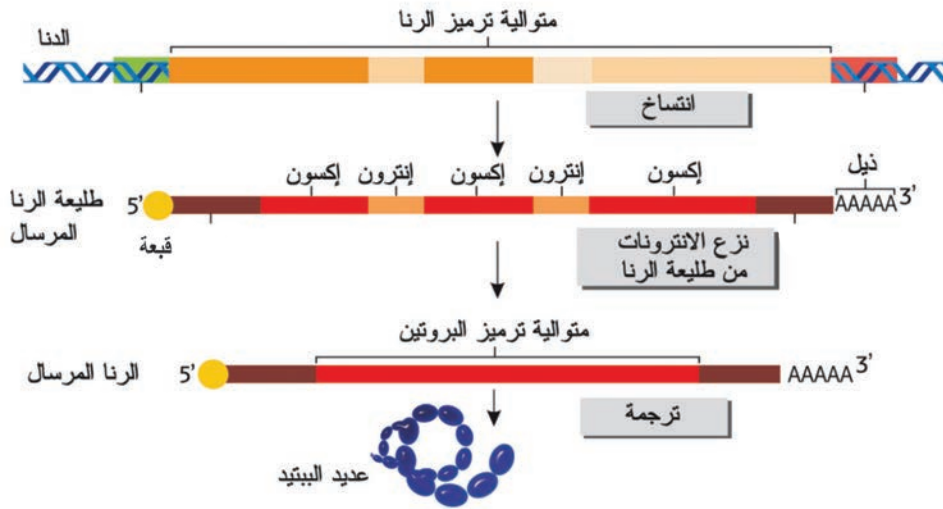 متوالية ترميز الرنا
الدنا
انتساخ
إكسون إنترون إكسون إنترون إكسون ذيل
طليعة الرنا
المرسال
5’ AAAAA 3’
قبعة
نزع الانترونات
من طليعة الرنا
متوالية ترميز البروتين
الرنا المرسال 5’ AAAAA 3’
ترجمة
عديد الببتيد